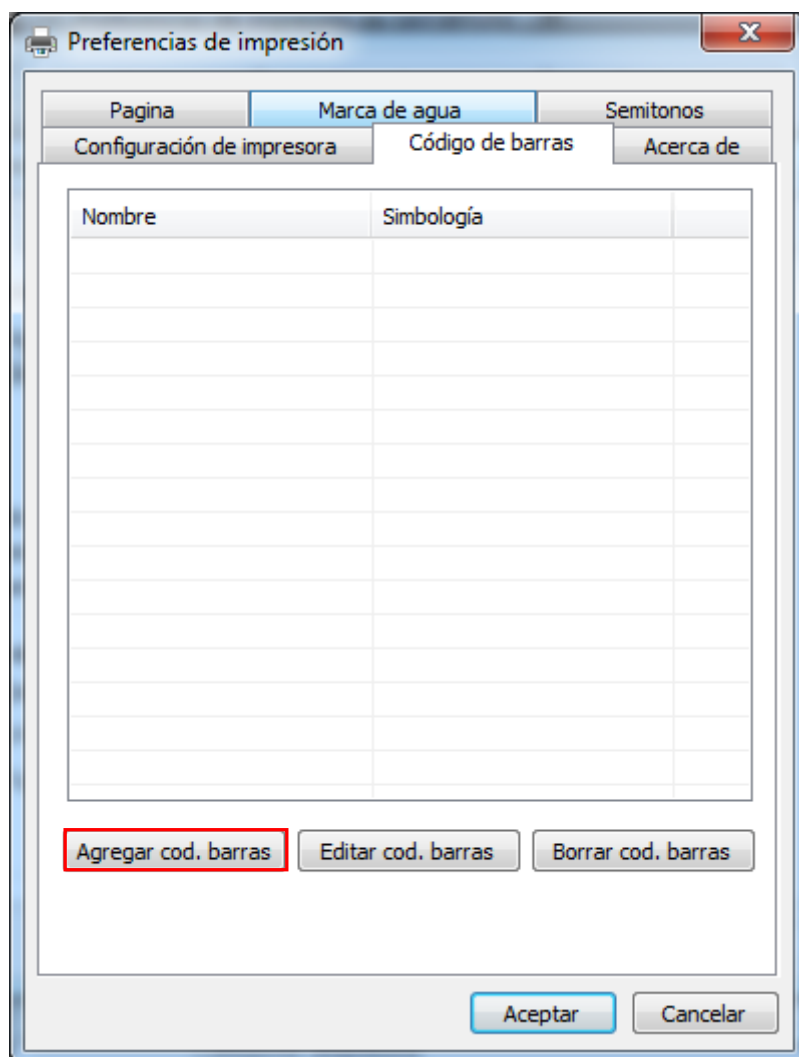 Preferencias de impresión
Pagina Marca de agua Semitonos
Configuración de impresora Código de barras Acerca de
Nombre Simbología
Agregar cod. barras Editar cod. barras Borrar cod. barras
Aceptar Cancelar